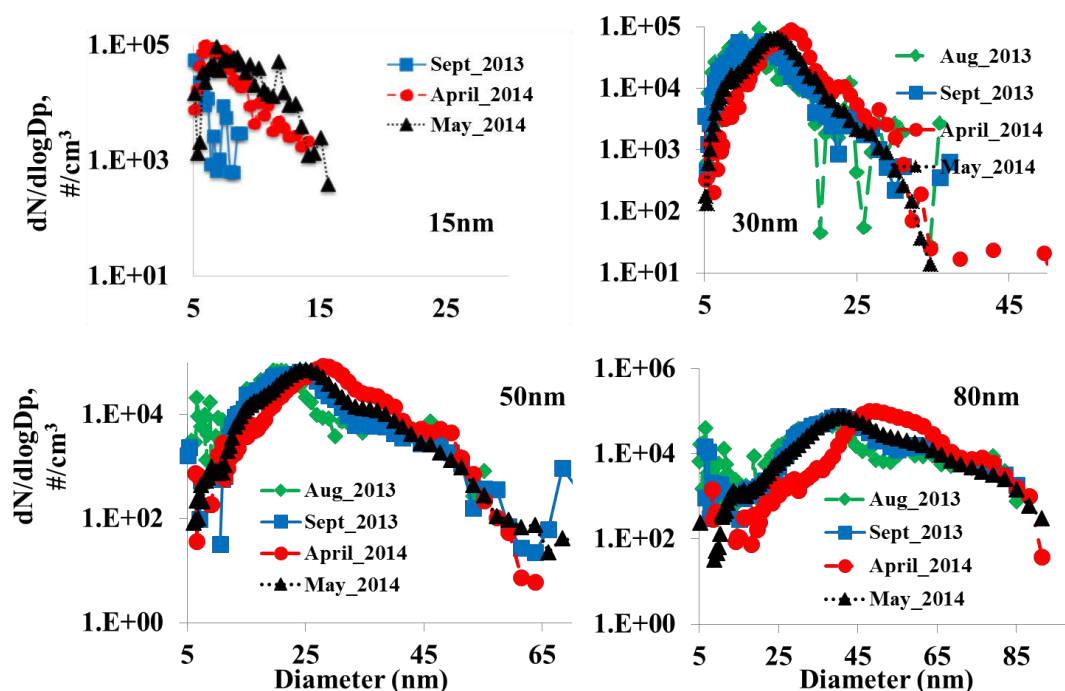 dN/dlogDp,
#/cm3
1.E+05
1.E+03
1.E+01
5
15
25
15nm
Sept_2013
April_2014
May_2014
1.E+05
1.E+04
1.E+03
1.E+02
1.E+01
5
25
45
30nm
Aug_2013
Sept_2013
April_2014
May_2014
dN/dlogDp,
#/cm3
1.E+04
1.E+02
1.E+00
5
25
45
65
Diameter (nm)
50nm
Aug_2013
Sept_2013
April_2014
May_2014
1.E+06
1.E+04
1.E+02
1.E+00
5
25
45
65
85
Diameter (nm)
80nm
Aug_2013
Sept_2013
April_2014
May_2014